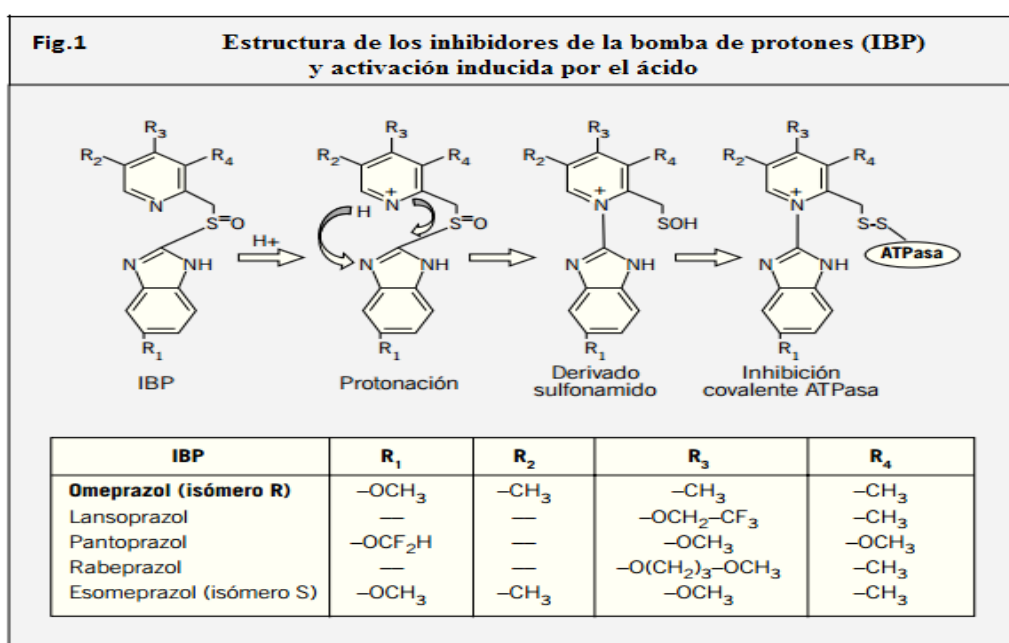 Fig.1 Estructura de los inhibidores de la bomba de protones (IBP)
y activación inducida por el ácido
R₃ R₃ R₃ R₃
R₂ R₄ R₂ R₄ R₂ R₄ R₂ R₄
N H N+ N+ N+
S=O S=O SOH S-S
H+ ATPasa
N NH N NH N NH N NH
R₁ R₁ R₁ R₁
IBP Protonación Derivado sulfonamido Inhibición covalente ATPasa
IBP R₁ R₂ R₃ R₄
Omeprazol (isómero R) –OCH₃ –CH₃ –CH₃ –CH₃
Lansoprazol — — –OCH₂–CF₃ –CH₃
Pantoprazol –OCF₂H — –OCH₃ –OCH₃
Rabeprazol — — –O(CH₂)₃–OCH₃ –CH₃
Esomeprazol (isómero S) –OCH₃ –CH₃ –OCH₃ –CH₃